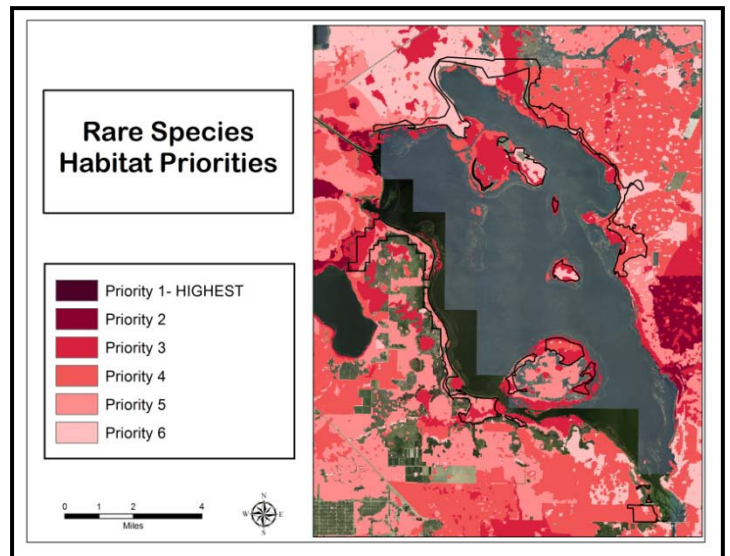 Rare Species
Habitat Priorities
Priority 1- HIGHEST
Priority 2
Priority 3
Priority 4
Priority 5
Priority 6
0 1 2 4
Miles
N
W E
S